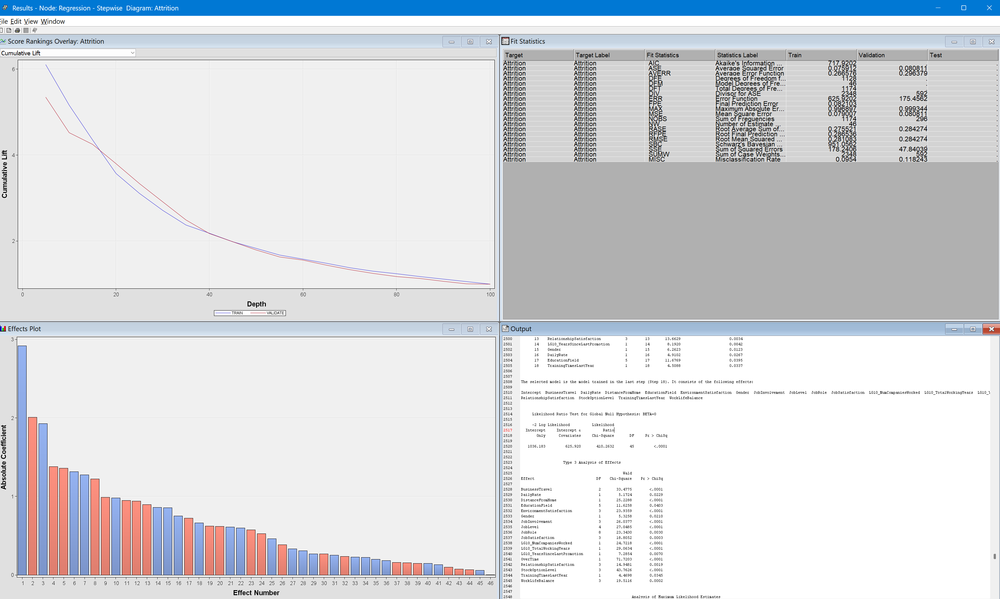 Results - Node: Regression - Stepwise Diagram: Attrition
File Edit View Window
Score Rankings Overlay: Attrition
Cumulative Lift
6
4
2
Cumulative Lift
0 20 40 60 80 100
Depth
TRAIN VALIDATE
Fit Statistics
Target Target Label Fit Statistics Statistics Label Train Validation Test
Attrition Attrition AIC Akaike's Information ... 717.9202 . .
Attrition Attrition ASE Average Squared Error 0.075912 0.080811 .
Attrition Attrition AVERR Average Error Function 0.266576 0.296379 .
Attrition Attrition DFE Degrees of Freedom f... 1128 . .
Attrition Attrition DFM Model Degrees of Fre... 46 . .
Attrition Attrition DFT Total Degrees of Fre... 1174 . .
Attrition Attrition DIV Divisor for ASE 2348 592 .
Attrition Attrition ERR Error Function 625.9202 175.4562 .
Attrition Attrition FPE Final Prediction Error 0.082103 . .
Attrition Attrition MAX Maximum Absolute Er... 0.996897 0.999344 .
Attrition Attrition MSE Mean Square Error 0.079007 0.080811 .
Attrition Attrition NOBS Sum of Frequencies 1174 296 .
Attrition Attrition NW Number of Estimate ... 46 . .
Attrition Attrition RASE Root Average Sum of... 0.275521 0.284274 .
Attrition Attrition RFPE Root Final Prediction ... 0.286536 . .
Attrition Attrition RMSE Root Mean Squared ... 0.281083 0.284274 .
Attrition Attrition SBC Schwarz's Bayesian ... 951.0562 . .
Attrition Attrition SSE Sum of Squared Errors 178.2406 47.84039 .
Attrition Attrition SUMW Sum of Case Weights... 2348 592 .
Attrition Attrition MISC Misclassification Rate 0.0954 0.118243 .
Effects Plot
3
2
1
0
Absolute Coefficient
1 2 3 4 5 6 7 8 9 10 11 12 13 14 15 16 17 18 19 20 21 22 23 24 25 26 27 28 29 30 31 32 33 34 35 36 37 38 39 40 41 42 43 44 45 46
Effect Number
Output
2500 13 RelationshipSatisfaction 3 13 13.6629 0.0034
2501 14 LG10_YearsSinceLastPromotion 1 14 8.1920 0.0042
2502 15 Gender 1 15 6.2623 0.0123
2503 16 DailyRate 1 16 4.9102 0.0267
2504 17 EducationField 5 17 11.6769 0.0395
2505 18 TrainingTimesLastYear 1 18 4.5088 0.0337
2506
2507
2508 The selected model is the model trained in the last step (Step 18). It consists of the following effects:
2509
2510 Intercept BusinessTravel DailyRate DistanceFromHome EducationField EnvironmentSatisfaction Gender JobInvolvement JobLevel JobRole JobSatisfaction LG10_NumCompaniesWorked LG10_TotalWorkingYears LG10_Y
2511 RelationshipSatisfaction StockOptionLevel TrainingTimesLastYear WorkLifeBalance
2512
2513
2514 Likelihood Ratio Test for Global Null Hypothesis: BETA=0
2515
2516 -2 Log Likelihood Likelihood
2517 Intercept Intercept & Ratio
2518 Only Covariates Chi-Square DF Pr > ChiSq
2519
2520 1036.183 625.920 410.2632 45 <.0001
2521
2522
2523 Type 3 Analysis of Effects
2524
2525 Wald
2526 Effect DF Chi-Square Pr > ChiSq
2527
2528 BusinessTravel 2 33.4775 <.0001
2529 DailyRate 1 5.1724 0.0229
2530 DistanceFromHome 1 25.2288 <.0001
2531 EducationField 5 11.6258 0.0403
2532 EnvironmentSatisfaction 3 23.9359 <.0001
2533 Gender 1 5.3258 0.0210
2534 JobInvolvement 3 26.0377 <.0001
2535 JobLevel 4 27.0485 <.0001
2536 JobRole 8 23.3430 0.0030
2537 JobSatisfaction 3 18.8052 0.0003
2538 LG10_NumCompaniesWorked 1 24.7218 <.0001
2539 LG10_TotalWorkingYears 1 29.0634 <.0001
2540 LG10_YearsSinceLastPromotion 1 7.2854 0.0070
2541 OverTime 1 71.7203 <.0001
2542 RelationshipSatisfaction 3 14.9481 0.0019
2543 StockOptionLevel 3 43.7626 <.0001
2544 TrainingTimesLastYear 1 4.4698 0.0345
2545 WorkLifeBalance 3 19.5116 0.0002
2546
2547
2548 Analysis of Maximum Likelihood Estimates